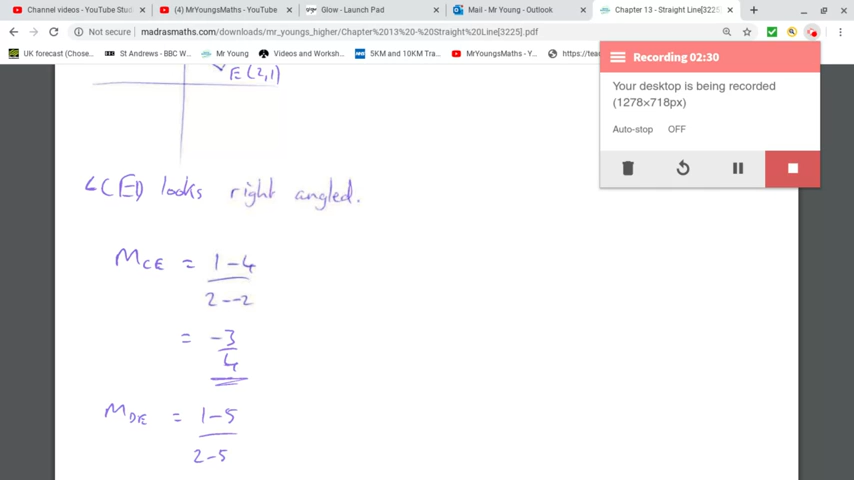 Channel videos - YouTube Stud
(4) MrYoungsMaths - YouTube
Glow - Launch Pad
Mail - Mr Young - Outlook
Chapter 13 - Straight Line[3225].p
Not secure | madrasmaths.com/downloads/mr_youngs_higher/Chapter%2013%20-%20Straight%20Line[3225].pdf
UK forecast (Chose...
St Andrews - BBC W...
Mr Young
Videos and Worksh...
5KM and 10KM Tra...
MrYoungsMaths - Y...
https://teac
Recording 02:30
Your desktop is being recorded
(1278×718px)
Auto-stop OFF
E(2,1)
∠CED looks right angled.
MCE = 1-4
2--2
= -3
4
MDE = 1-5
2-5